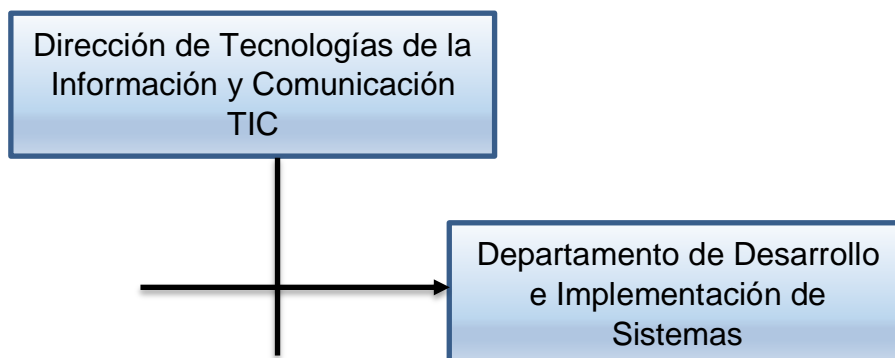 Dirección de Tecnologías de la
Información y Comunicación
TIC
Departamento de Desarrollo
e Implementación de
Sistemas